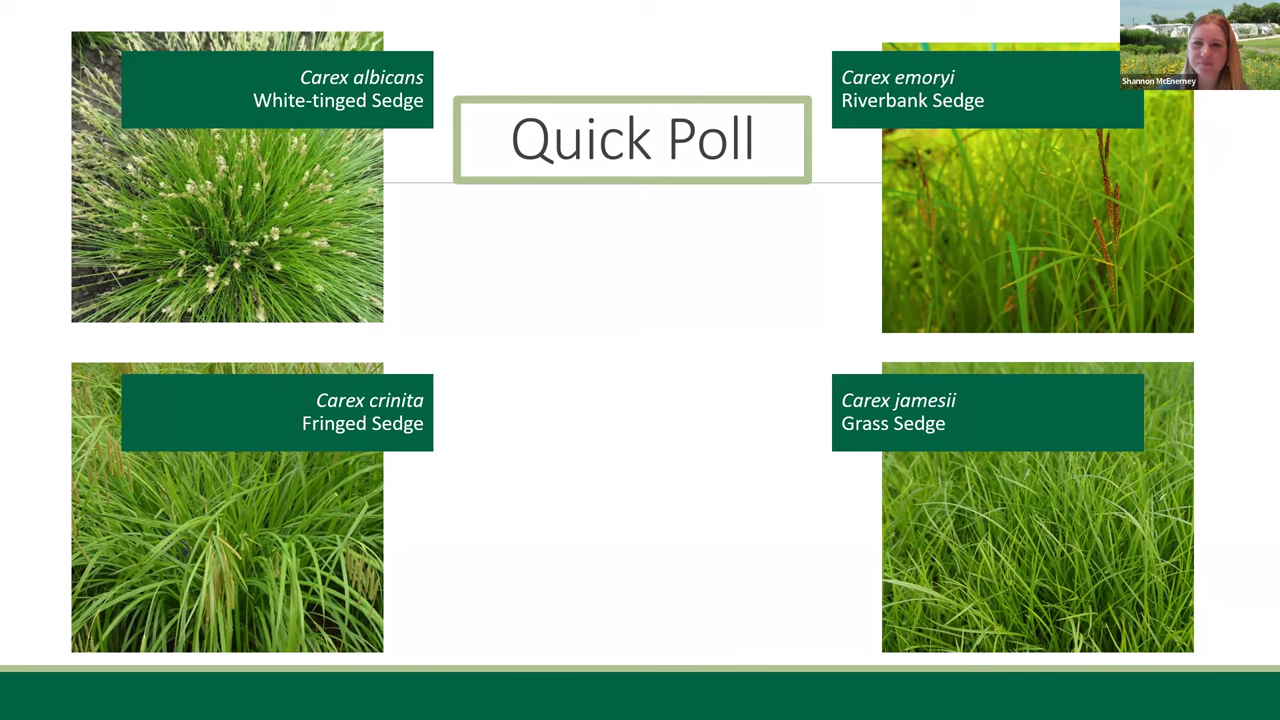 Carex albicans
White-tinged Sedge
Quick Poll
Carex emoryi
Riverbank Sedge
Shannon McEnerney
Carex crinita
Fringed Sedge
Carex jamesii
Grass Sedge